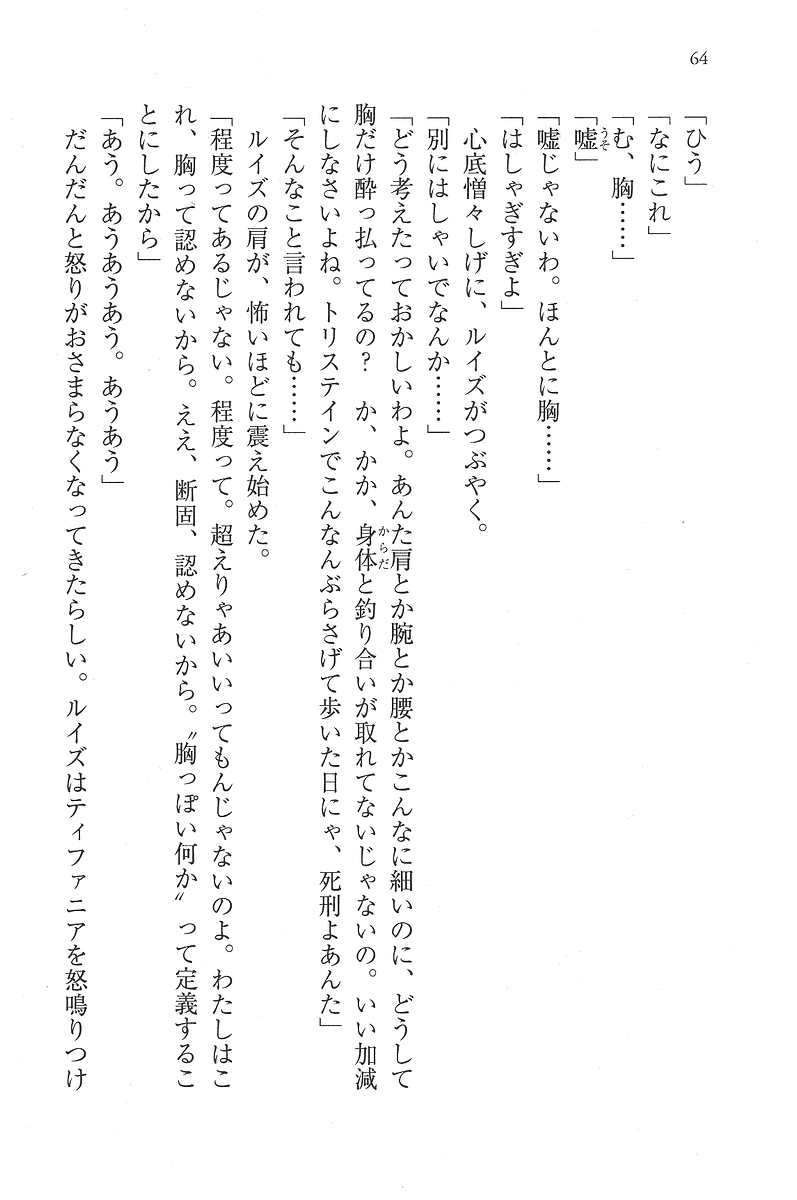 64
「ひう」
「なにこれ」
「む、胸……」
「嘘」
「嘘じゃないわ。ほんとに胸……」
「はしゃぎすぎよ」
　心底憎々しげに、ルイズがつぶやく。
「別にはしゃいでなんか……」
「どう考えたっておかしいわよ。あんた肩とか腕とか腰とかこんなに細いのに、どうして
胸だけ酔っ払ってるの？　か、かか、身体と釣り合いが取れてないじゃないの。いい加減
にしなさいよね。トリステインでこんなんぶらさげて歩いた日にゃ、死刑よあんた」
「そんなこと言われても……」
　ルイズの肩が、怖いほどに震え始めた。
「程度ってあるじゃない。程度って。超えりゃあいいってもんじゃないのよ。わたしはこ
れ、胸って認めないから。ええ、断固、認めないから。〝胸っぽい何か〟って定義するこ
とにしたから」
「あう。あうあうあう。あうあう」
　だんだんと怒りがおさまらなくなってきたらしい。ルイズはティファニアを怒鳴りつけ